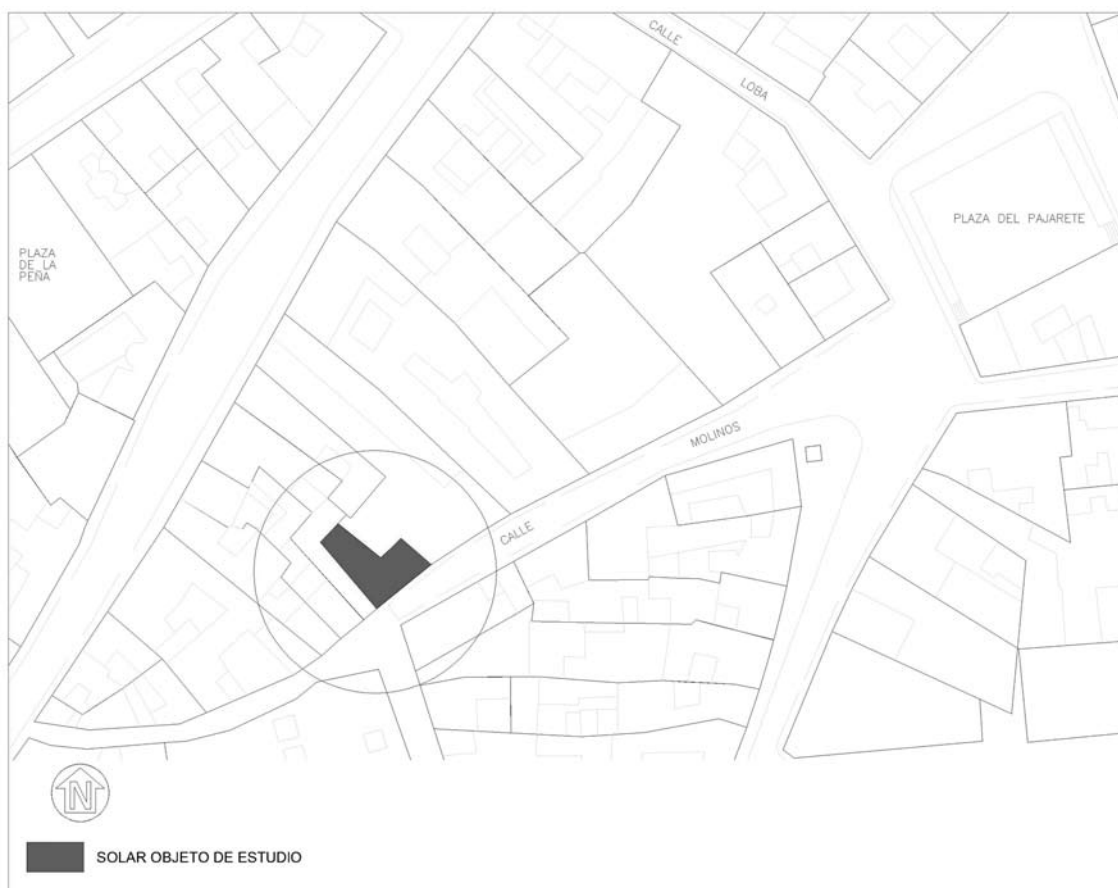 CALLE
LOBA
PLAZA DEL PAJARETE
PLAZA
DE LA
PEÑA
MOLINOS
CALLE
N
SOLAR OBJETO DE ESTUDIO